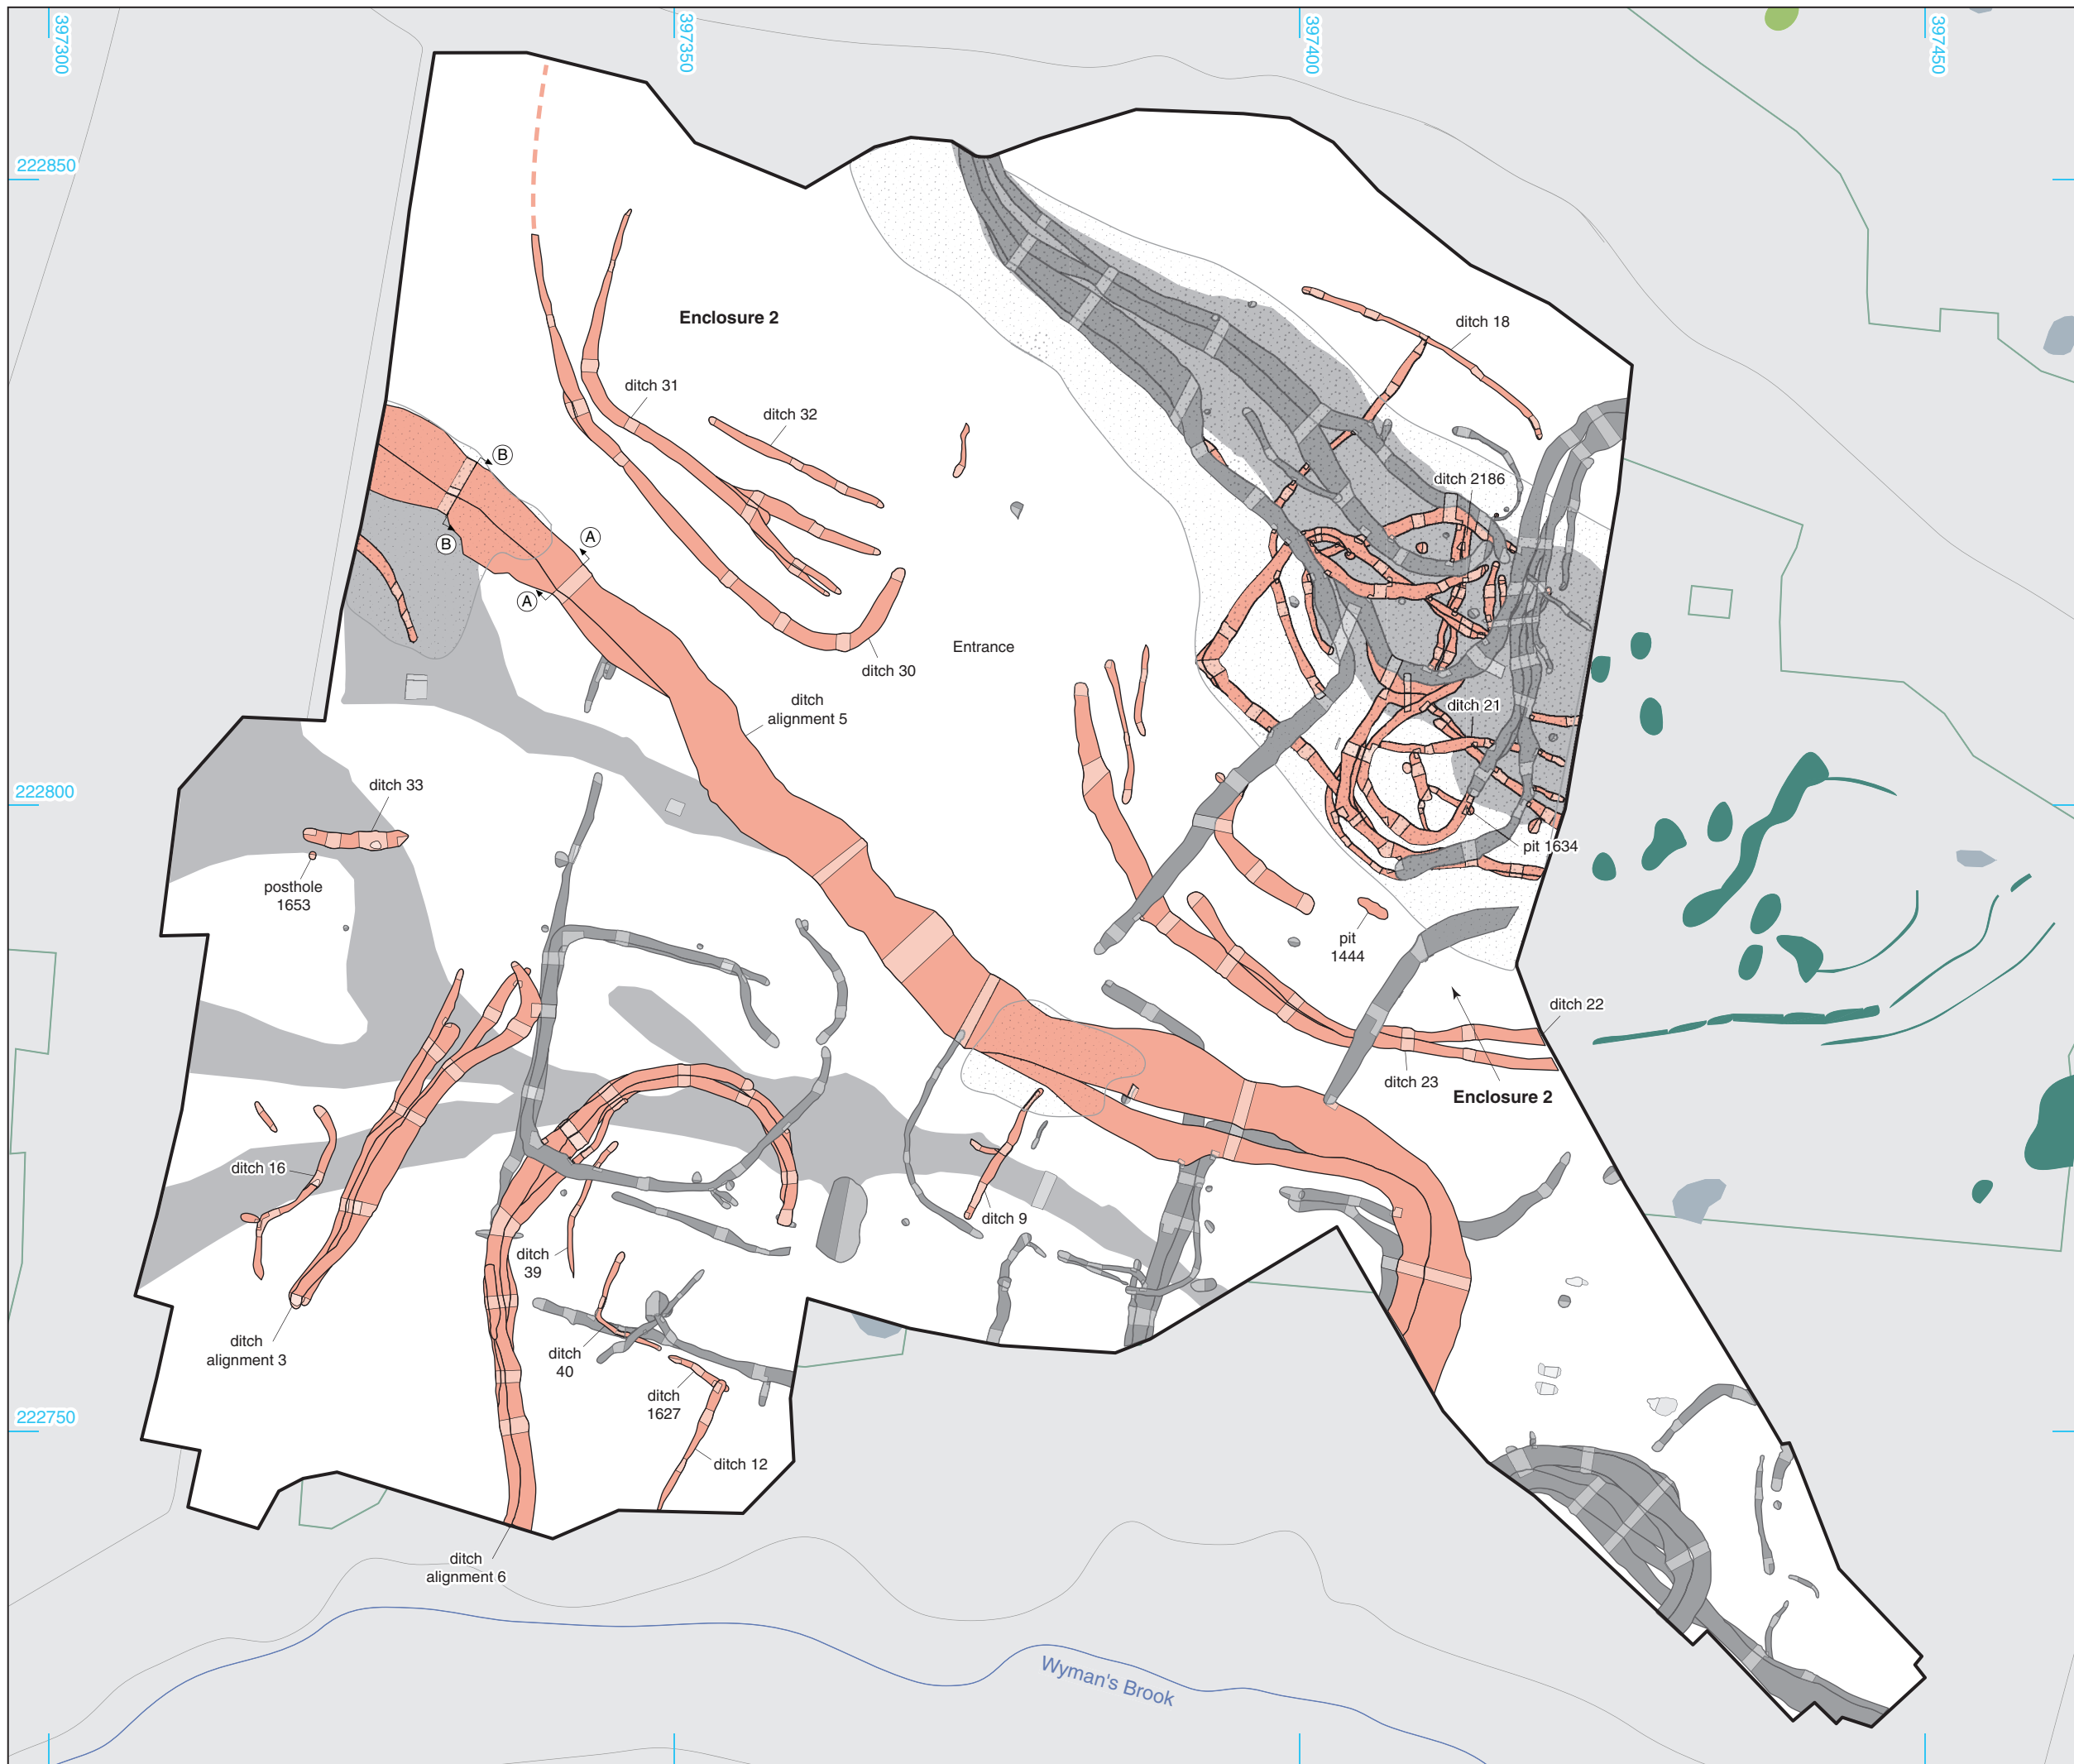 397300
397350
397400
397450
222850
222800
222750
Enclosure 2
ditch 18
ditch 31
ditch 32
B
B
A
A
ditch 2186
Entrance
ditch 30
ditch
alignment 5
ditch 21
ditch 33
posthole
1653
pit 1634
pit
1444
ditch 22
ditch 23
Enclosure 2
ditch 16
ditch 9
ditch
39
ditch
alignment 3
ditch
40
ditch
1627
ditch 12
ditch
alignment 6
Wyman's Brook